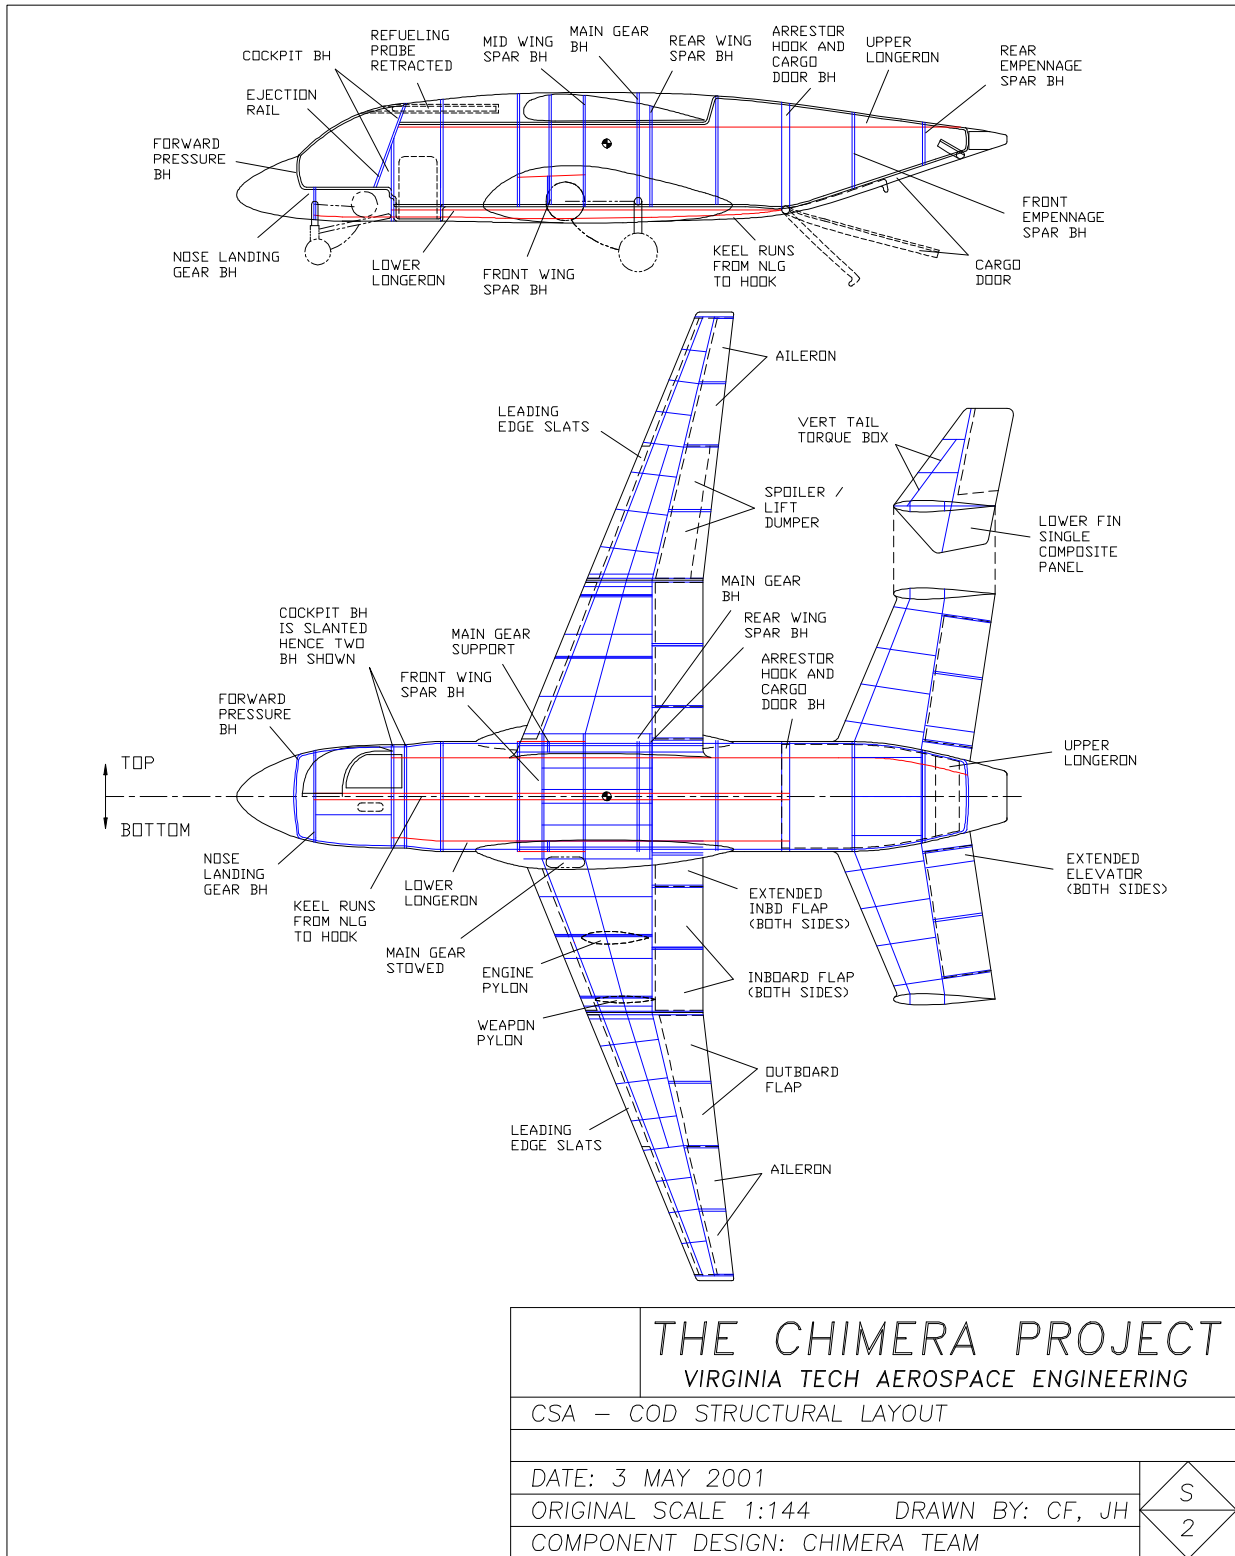 COCKPIT BH
REFUELING
PROBE
RETRACTED
MID WING
SPAR BH
MAIN GEAR
BH
REAR WING
SPAR BH
ARRESTOR
HOOK AND
CARGO
DOOR BH
UPPER
LONGERON
REAR
EMPENNAGE
SPAR BH
EJECTION
RAIL
FORWARD
PRESSURE
BH
NOSE LANDING
GEAR BH
LOWER
LONGERON
FRONT WING
SPAR BH
KEEL RUNS
FROM NLG
TO HOOK
CARGO
DOOR
FRONT
EMPENNAGE
SPAR BH
AILERON
LEADING
EDGE SLATS
VERT TAIL
TORQUE BOX
SPOILER /
LIFT
DUMPER
LOWER FIN
SINGLE
COMPOSITE
PANEL
MAIN GEAR
BH
COCKPIT BH
IS SLANTED
HENCE TWO
BH SHOWN
MAIN GEAR
SUPPORT
REAR WING
SPAR BH
FRONT WING
SPAR BH
ARRESTOR
HOOK AND
CARGO
DOOR BH
FORWARD
PRESSURE
BH
UPPER
LONGERON
TOP
BOTTOM
NOSE
LANDING
GEAR BH
LOWER
LONGERON
KEEL RUNS
FROM NLG
TO HOOK
MAIN GEAR
STOWED
ENGINE
PYLON
WEAPON
PYLON
EXTENDED
INBD FLAP
(BOTH SIDES)
EXTENDED
ELEVATOR
(BOTH SIDES)
INBOARD FLAP
(BOTH SIDES)
OUTBOARD
FLAP
LEADING
EDGE SLATS
AILERON
THE CHIMERA PROJECT
VIRGINIA TECH AEROSPACE ENGINEERING
CSA – COD STRUCTURAL LAYOUT
DATE: 3 MAY 2001
ORIGINAL SCALE 1:144 DRAWN BY: CF, JH
COMPONENT DESIGN: CHIMERA TEAM
S
2